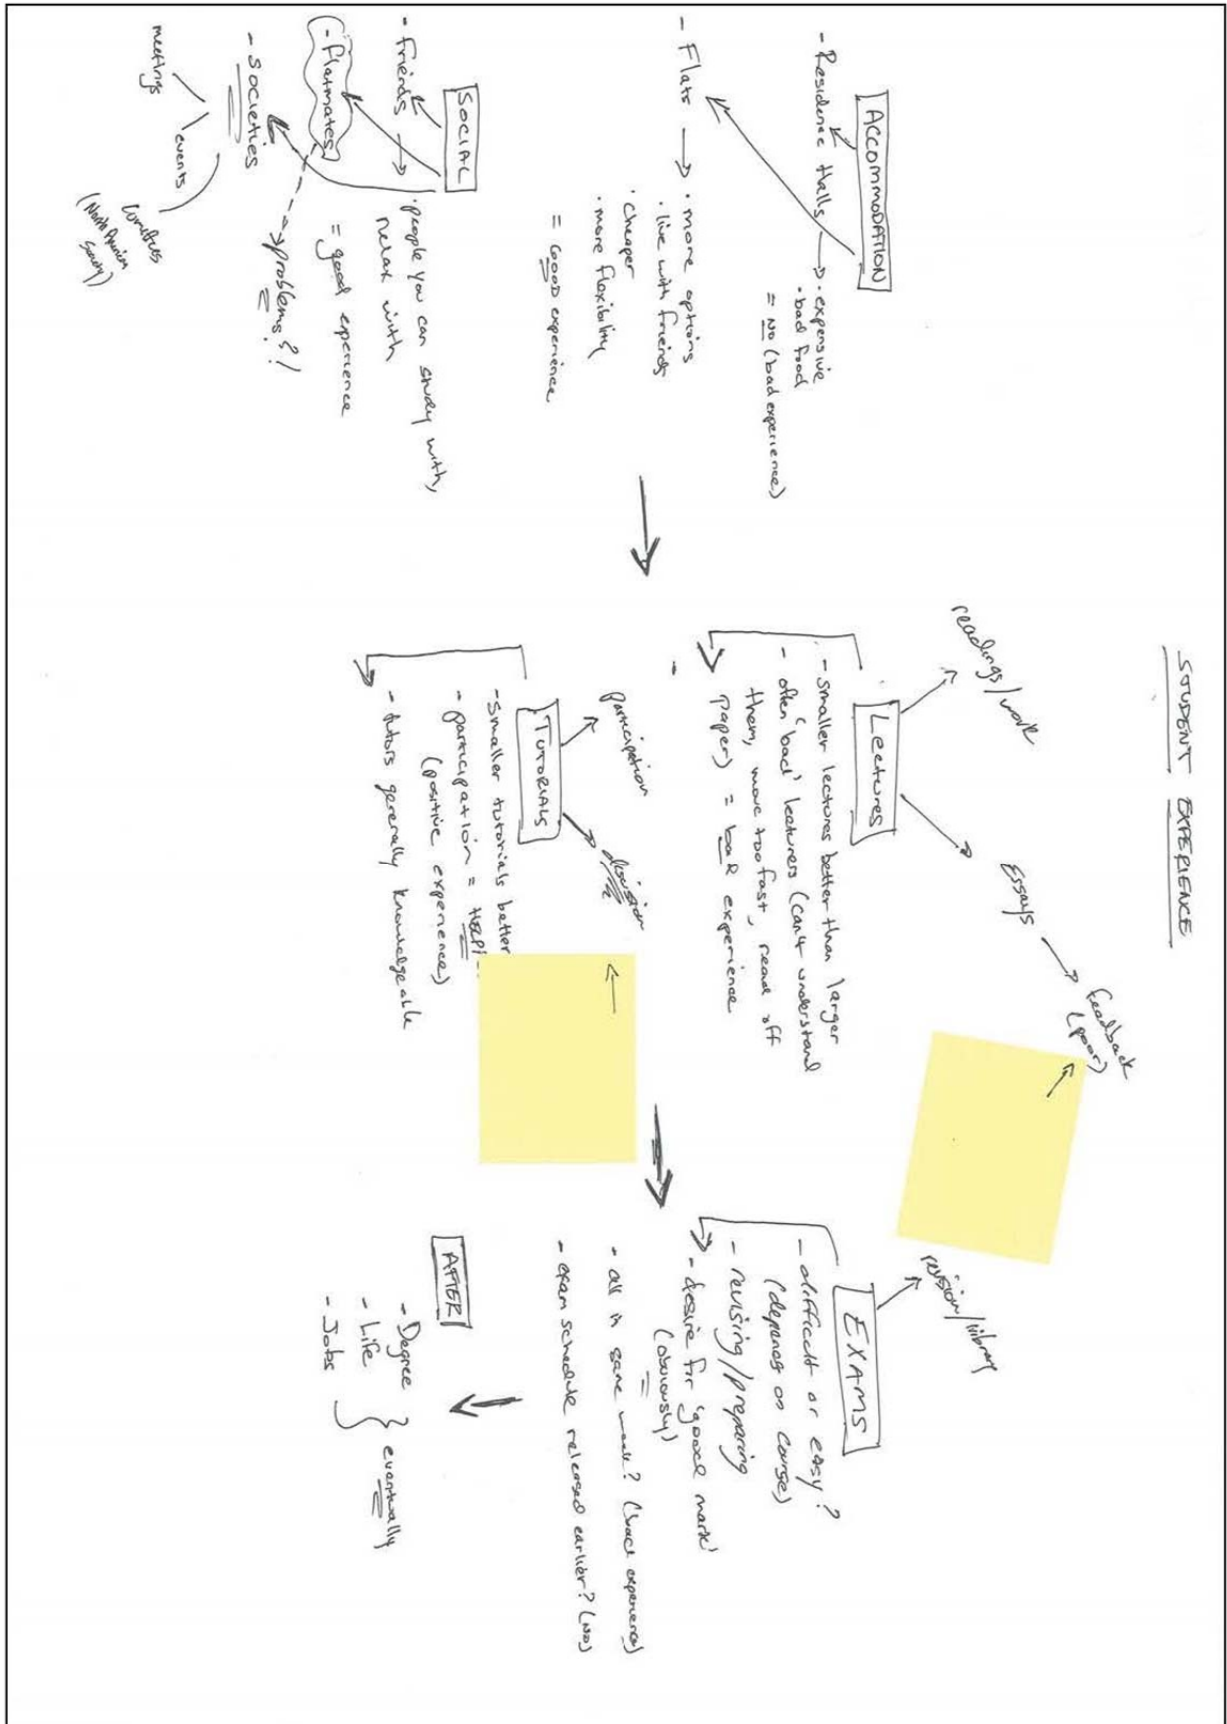 STUDENT EXPERIENCE
ACCOMMODATION
- Residence Halls → · expensive
· bad food
= NO (bad experience)
- Flats → · more options
· live with friends
· cheaper
· more flexibility
= GOOD experience
SOCIAL
- friends → · people you can study with,
relax with
= good experience
(- flatmates) → problems?!
- societies
meetings
events
(North American
Society)
readings/work
Essays → feedback
(poor)
Lectures
- smaller lectures better than larger
- often 'bad' lecturers (can't understand
them, move too fast, read off
paper) = bad experience
participation
discussion
TUTORIALS
- smaller tutorials better
- participation = HELP
(positive experience)
- tutors generally knowledgeable
revision/library
EXAMS
- difficult or easy?
(depends on course)
- revising/preparing
- desire for 'good mark'
(obviously)
- all in same week? (bad experience)
- exam schedule released earlier? (NO)
AFTER
- Degree
- Life
- Jobs
} eventually